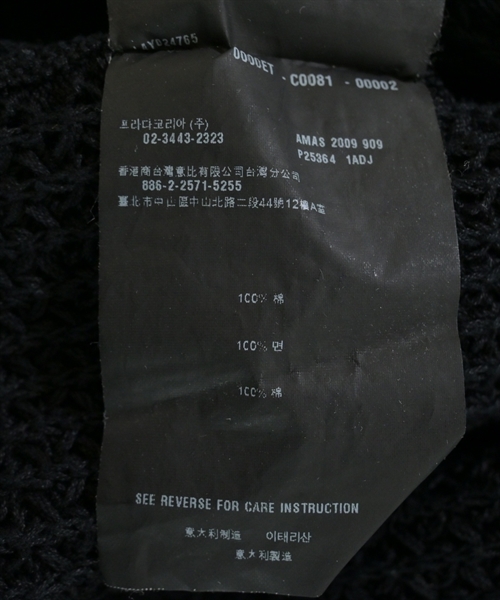 0000ET - C0081 - 00002
프라다코리아 (주)
02-3443-2323
AMAS 2009 909
P25364 1ADJ
香港商台灣意比有限公司台灣分公司
886-2-2571-5255
臺北市中山區中山北路二段44號12樓A室
100% 棉
100% 면
100% 棉
SEE REVERSE FOR CARE INSTRUCTION
意大利制造 이태리산
意大利製造